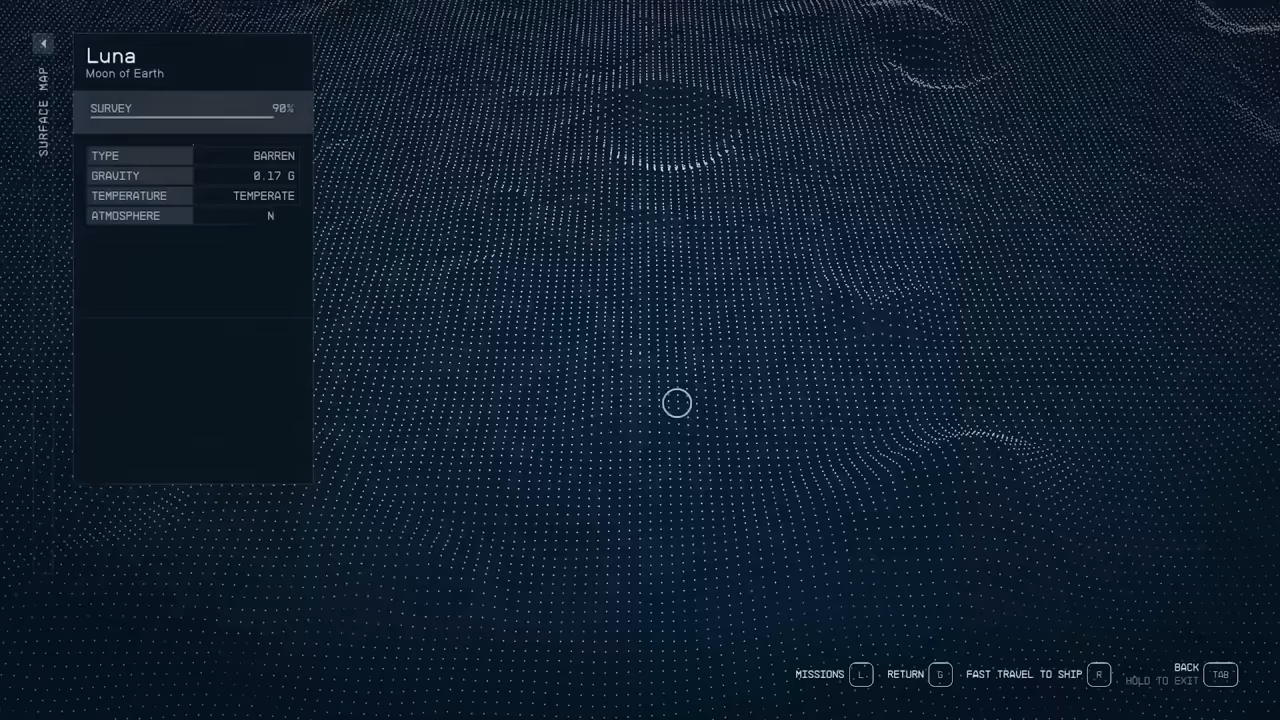 SURFACE MAP
Luna
Moon of Earth
SURVEY 90%
TYPE BARREN
GRAVITY 0.17 G
TEMPERATURE TEMPERATE
ATMOSPHERE N
MISSIONS L RETURN G FAST TRAVEL TO SHIP R BACK TAB
HOLD TO EXIT